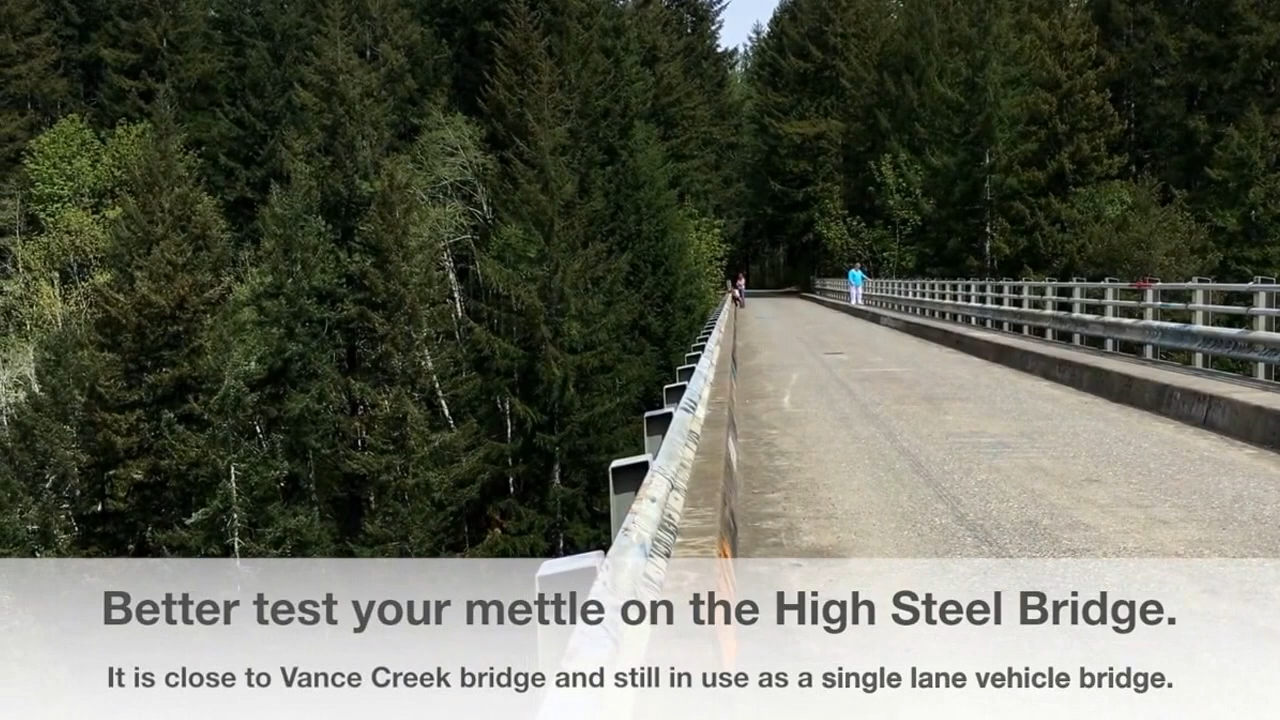 Better test your mettle on the High Steel Bridge.
It is close to Vance Creek bridge and still in use as a single lane vehicle bridge.